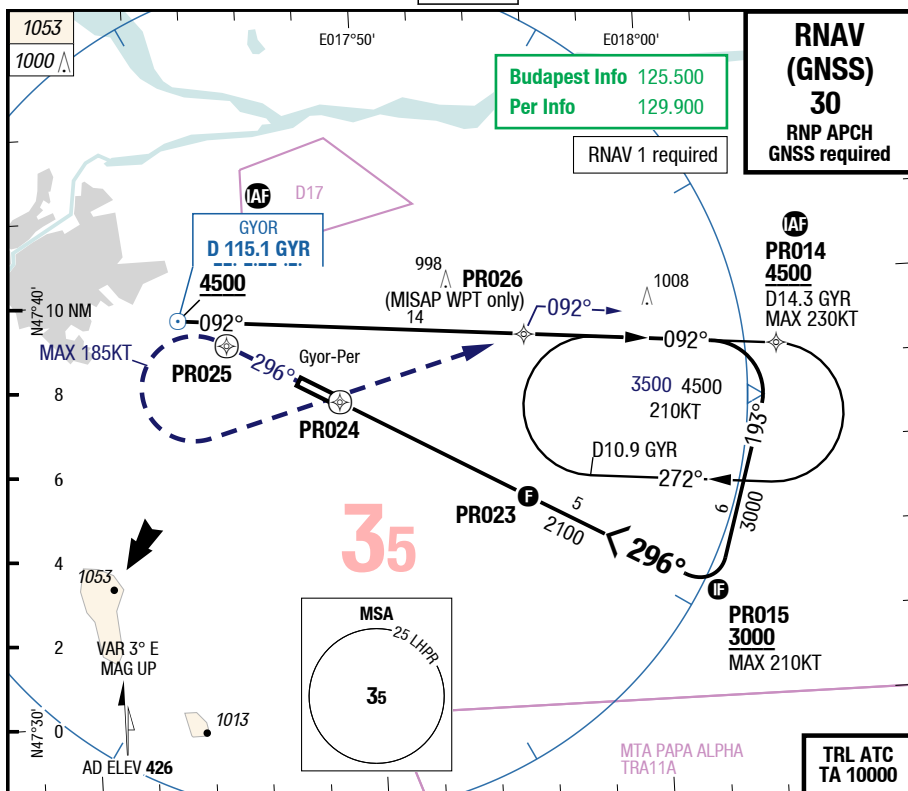 1053
1000
E017°50'
E018°00'
RNAV
(GNSS)
30
RNP APCH
GNSS required
Budapest Info 125.500
Per Info 129.900
RNAV 1 required
IAF
D17
GYOR
D 115.1 GYR
4500
092°
998
PR026
(MISAP WPT only)
14
092°
1008
IAF
PR014
4500
D14.3 GYR
MAX 230KT
N47°40'
10 NM
MAX 185KT
PR025
296°
Gyor-Per
PR024
092°
3500 4500
210KT
193°
8
D10.9 GYR
272°
6
PR023
F
5
2100
296°
6
3000
IF
PR015
3000
MAX 210KT
35
4
1053
VAR 3° E
MAG UP
2
MSA
25 LHPR
35
N47°30'
0
1013
AD ELEV 426
MTA PAPA ALPHA
TRA11A
TRL ATC
TA 10000